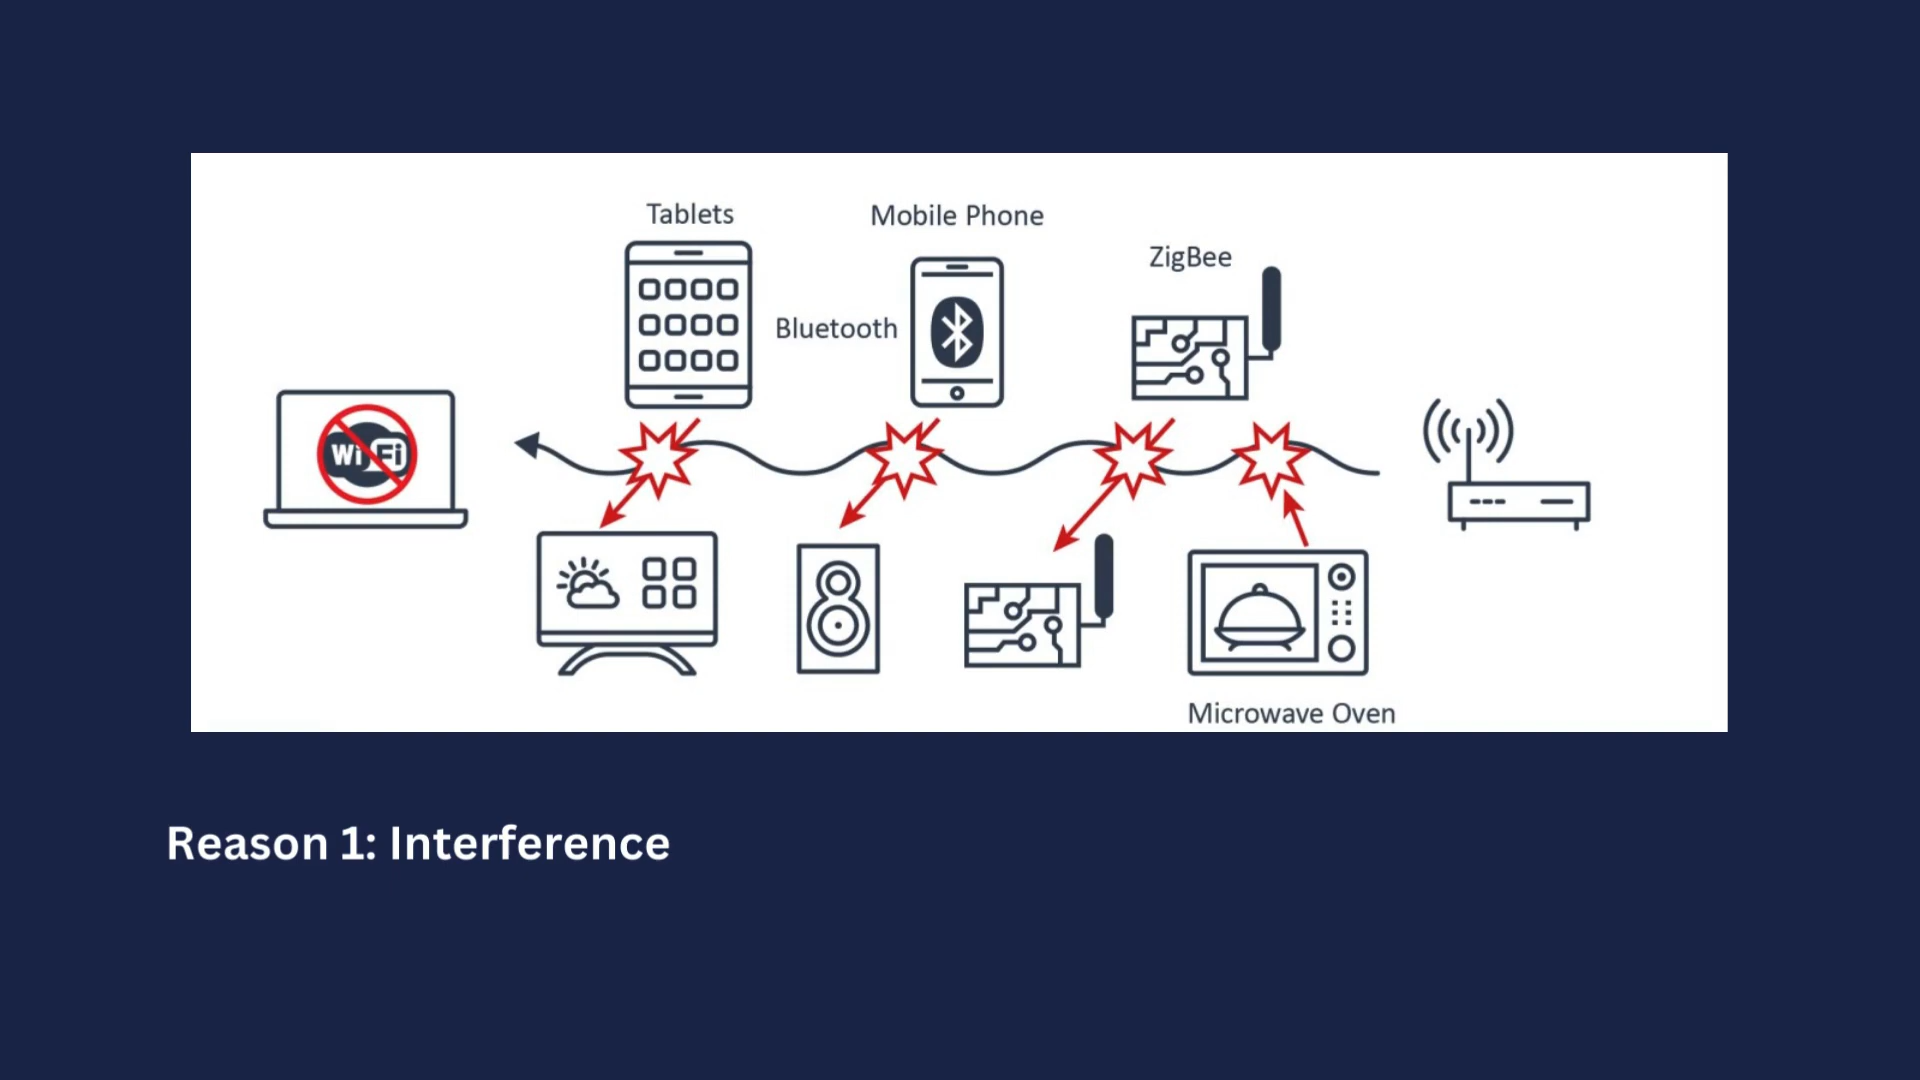 Tablets
Mobile Phone
ZigBee
Bluetooth
Wi Fi
Microwave Oven
Reason 1: Interference